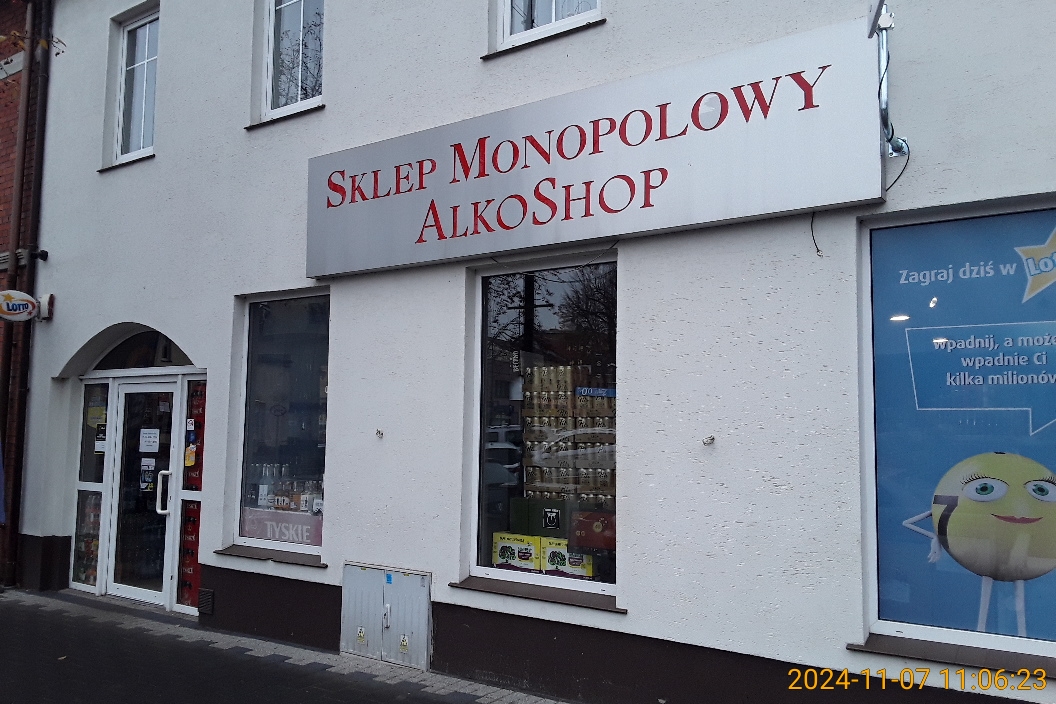 SKLEP MONOPOLOWY
ALKOSHOP
LOTTO
TYSKIE
Zagraj dziś w
wpadnij, a może
wpadnie Ci
kilka milionów
7
2024-11-07 11:06:23